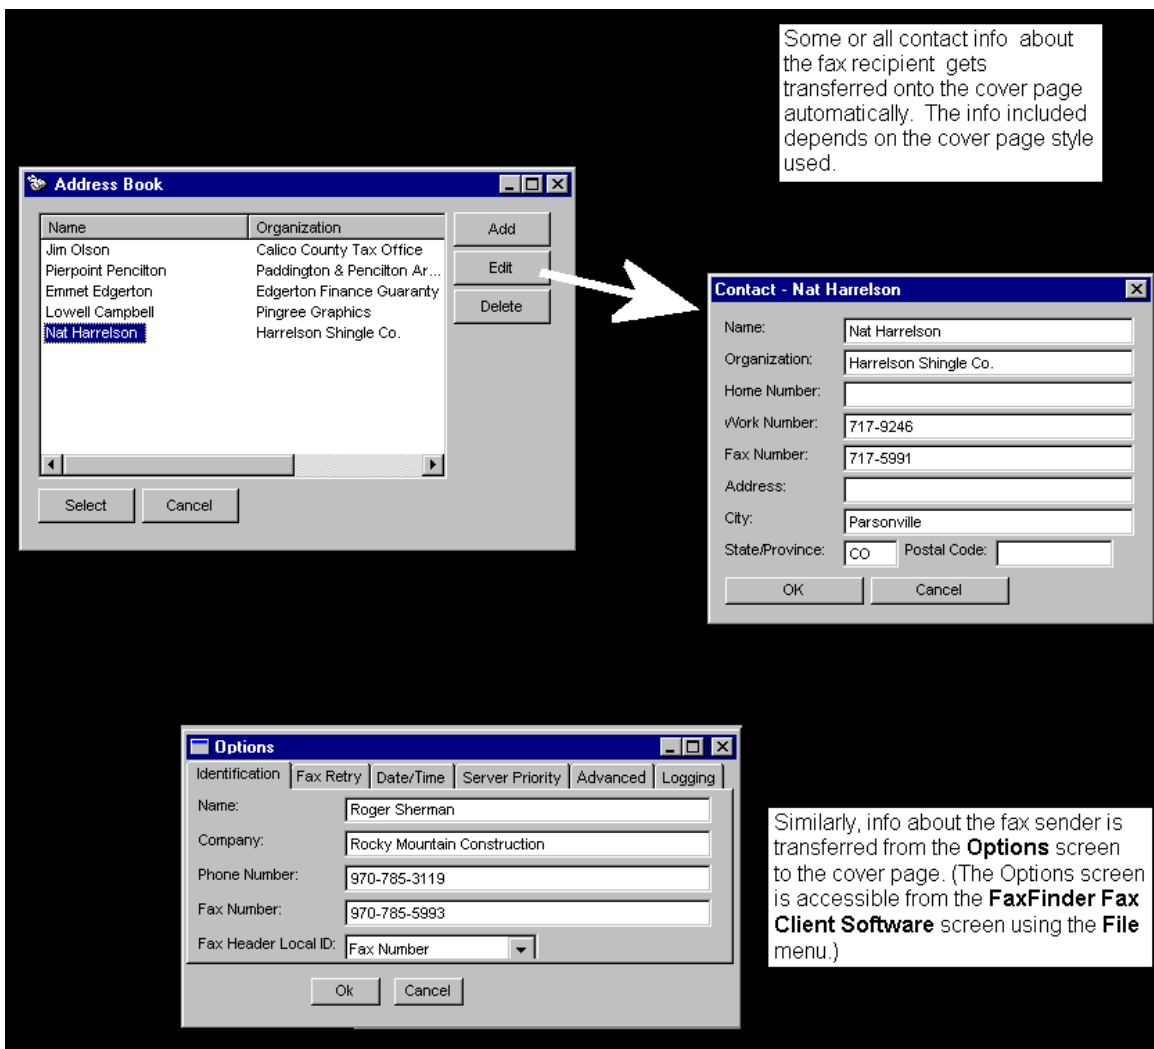 Some or all contact info about
the fax recipient gets
transferred onto the cover page
automatically. The info included
depends on the cover page style
used.
Address Book
Name Organization
Jim Olson Calico County Tax Office
Pierpoint Pencilton Paddington & Pencilton Ar...
Emmet Edgerton Edgerton Finance Guaranty
Lowell Campbell Pingree Graphics
Nat Harrelson Harrelson Shingle Co.
Add
Edit
Delete
Select Cancel
Contact - Nat Harrelson
Name: Nat Harrelson
Organization: Harrelson Shingle Co.
Home Number:
Work Number: 717-9246
Fax Number: 717-5991
Address:
City: Parsonville
State/Province: CO Postal Code:
OK Cancel
Options
Identification Fax Retry Date/Time Server Priority Advanced Logging
Name: Roger Sherman
Company: Rocky Mountain Construction
Phone Number: 970-785-3119
Fax Number: 970-785-5993
Fax Header Local ID: Fax Number
Ok Cancel
Similarly, info about the fax sender is
transferred from the Options screen
to the cover page. (The Options screen
is accessible from the FaxFinder Fax
Client Software screen using the File
menu.)